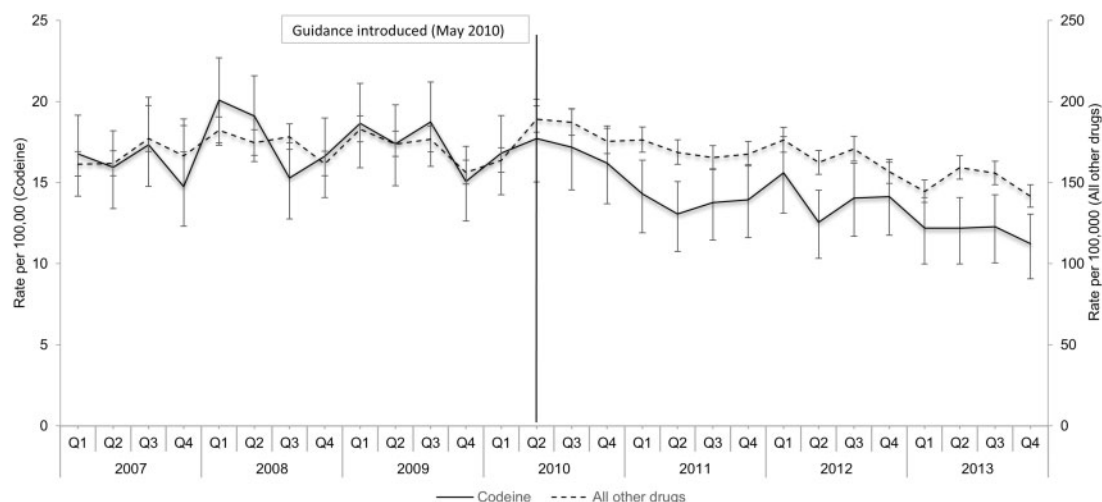 Guidance introduced (May 2010)
Rate per 100,00 (Codeine)
25
20
15
10
5
0
Rate per 100,000 (All other drugs)
250
200
150
100
50
0
Q1 Q2 Q3 Q4 Q1 Q2 Q3 Q4 Q1 Q2 Q3 Q4 Q1 Q2 Q3 Q4 Q1 Q2 Q3 Q4 Q1 Q2 Q3 Q4 Q1 Q2 Q3 Q4
2007 2008 2009 2010 2011 2012 2013
Codeine All other drugs